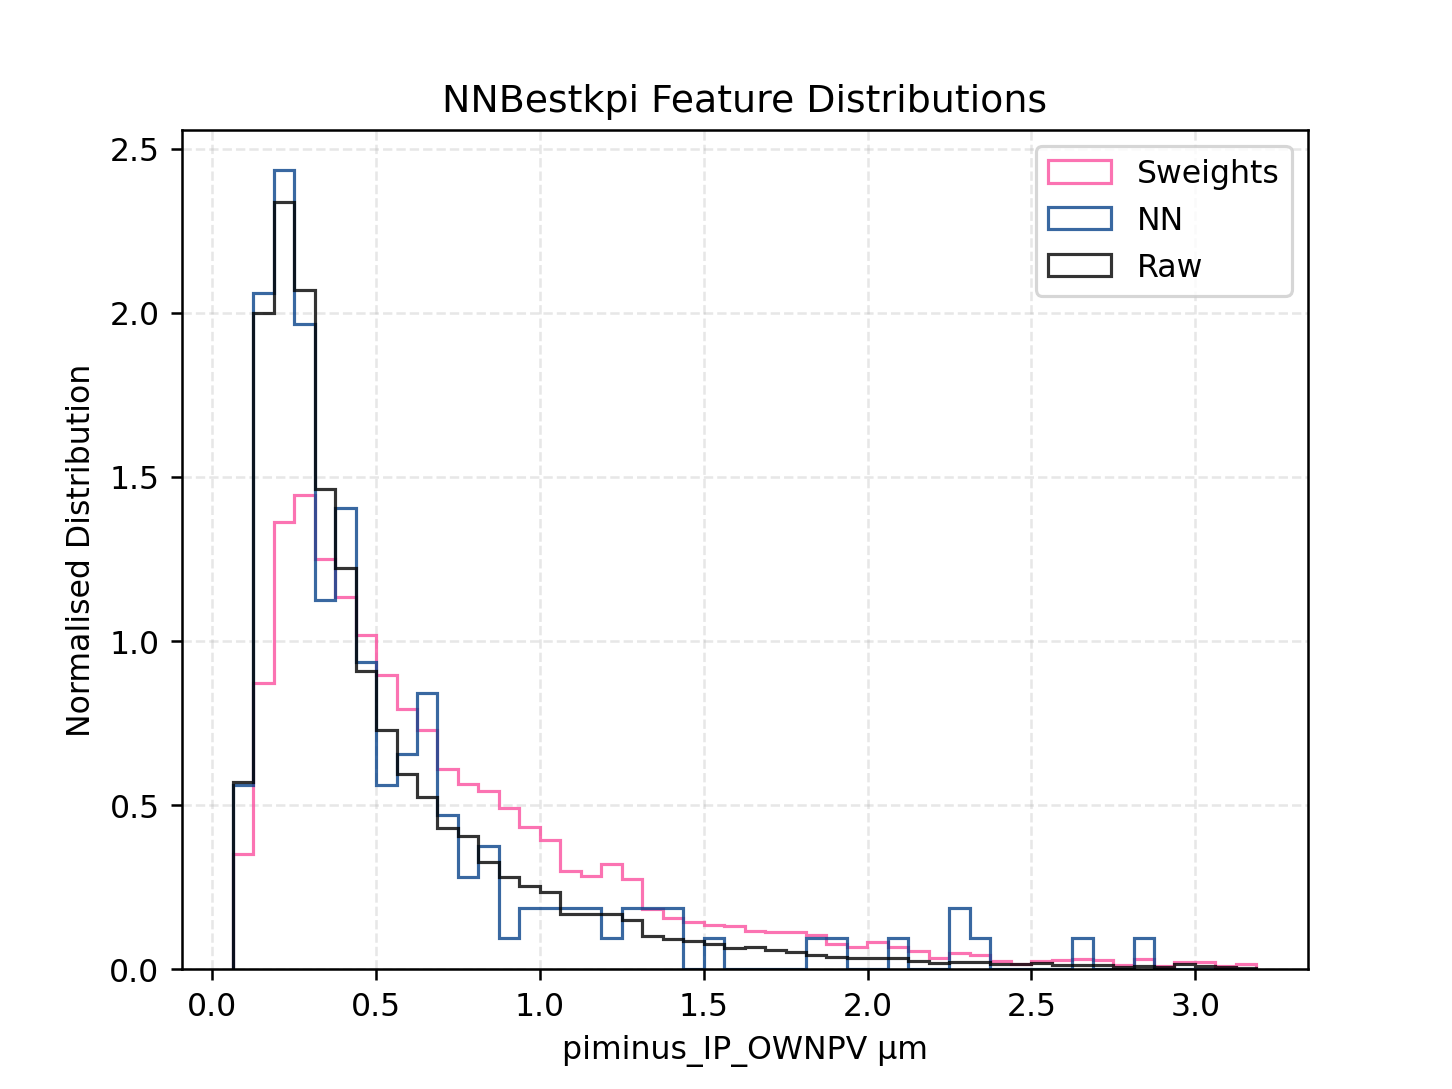 NNBestkpi Feature Distributions
Sweights
NN
Raw
Normalised Distribution
2.5
2.0
1.5
1.0
0.5
0.0
0.0 0.5 1.0 1.5 2.0 2.5 3.0
piminus_IP_OWNPV μm